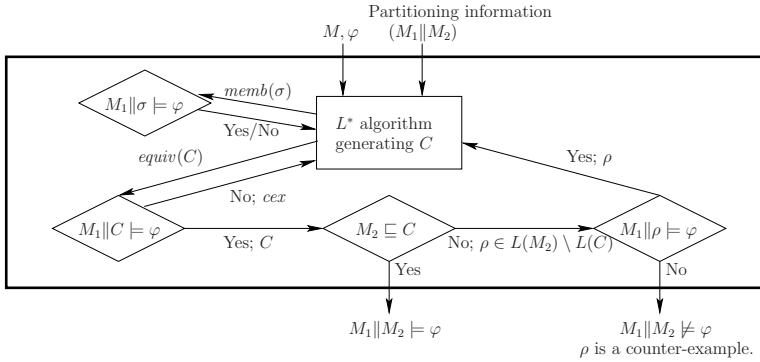 Partitioning information
M, φ
(M₁‖M₂)
memb(σ)
M₁‖σ ⊨ φ
L* algorithm
generating C
Yes/No
equiv(C)
Yes; ρ
No; cex
M₁‖C ⊨ φ
M₂ ⊑ C
M₁‖ρ ⊨ φ
Yes; C
No; ρ ∈ L(M₂) \ L(C)
Yes
No
M₁‖M₂ ⊨ φ
M₁‖M₂ ⊭ φ
ρ is a counter-example.